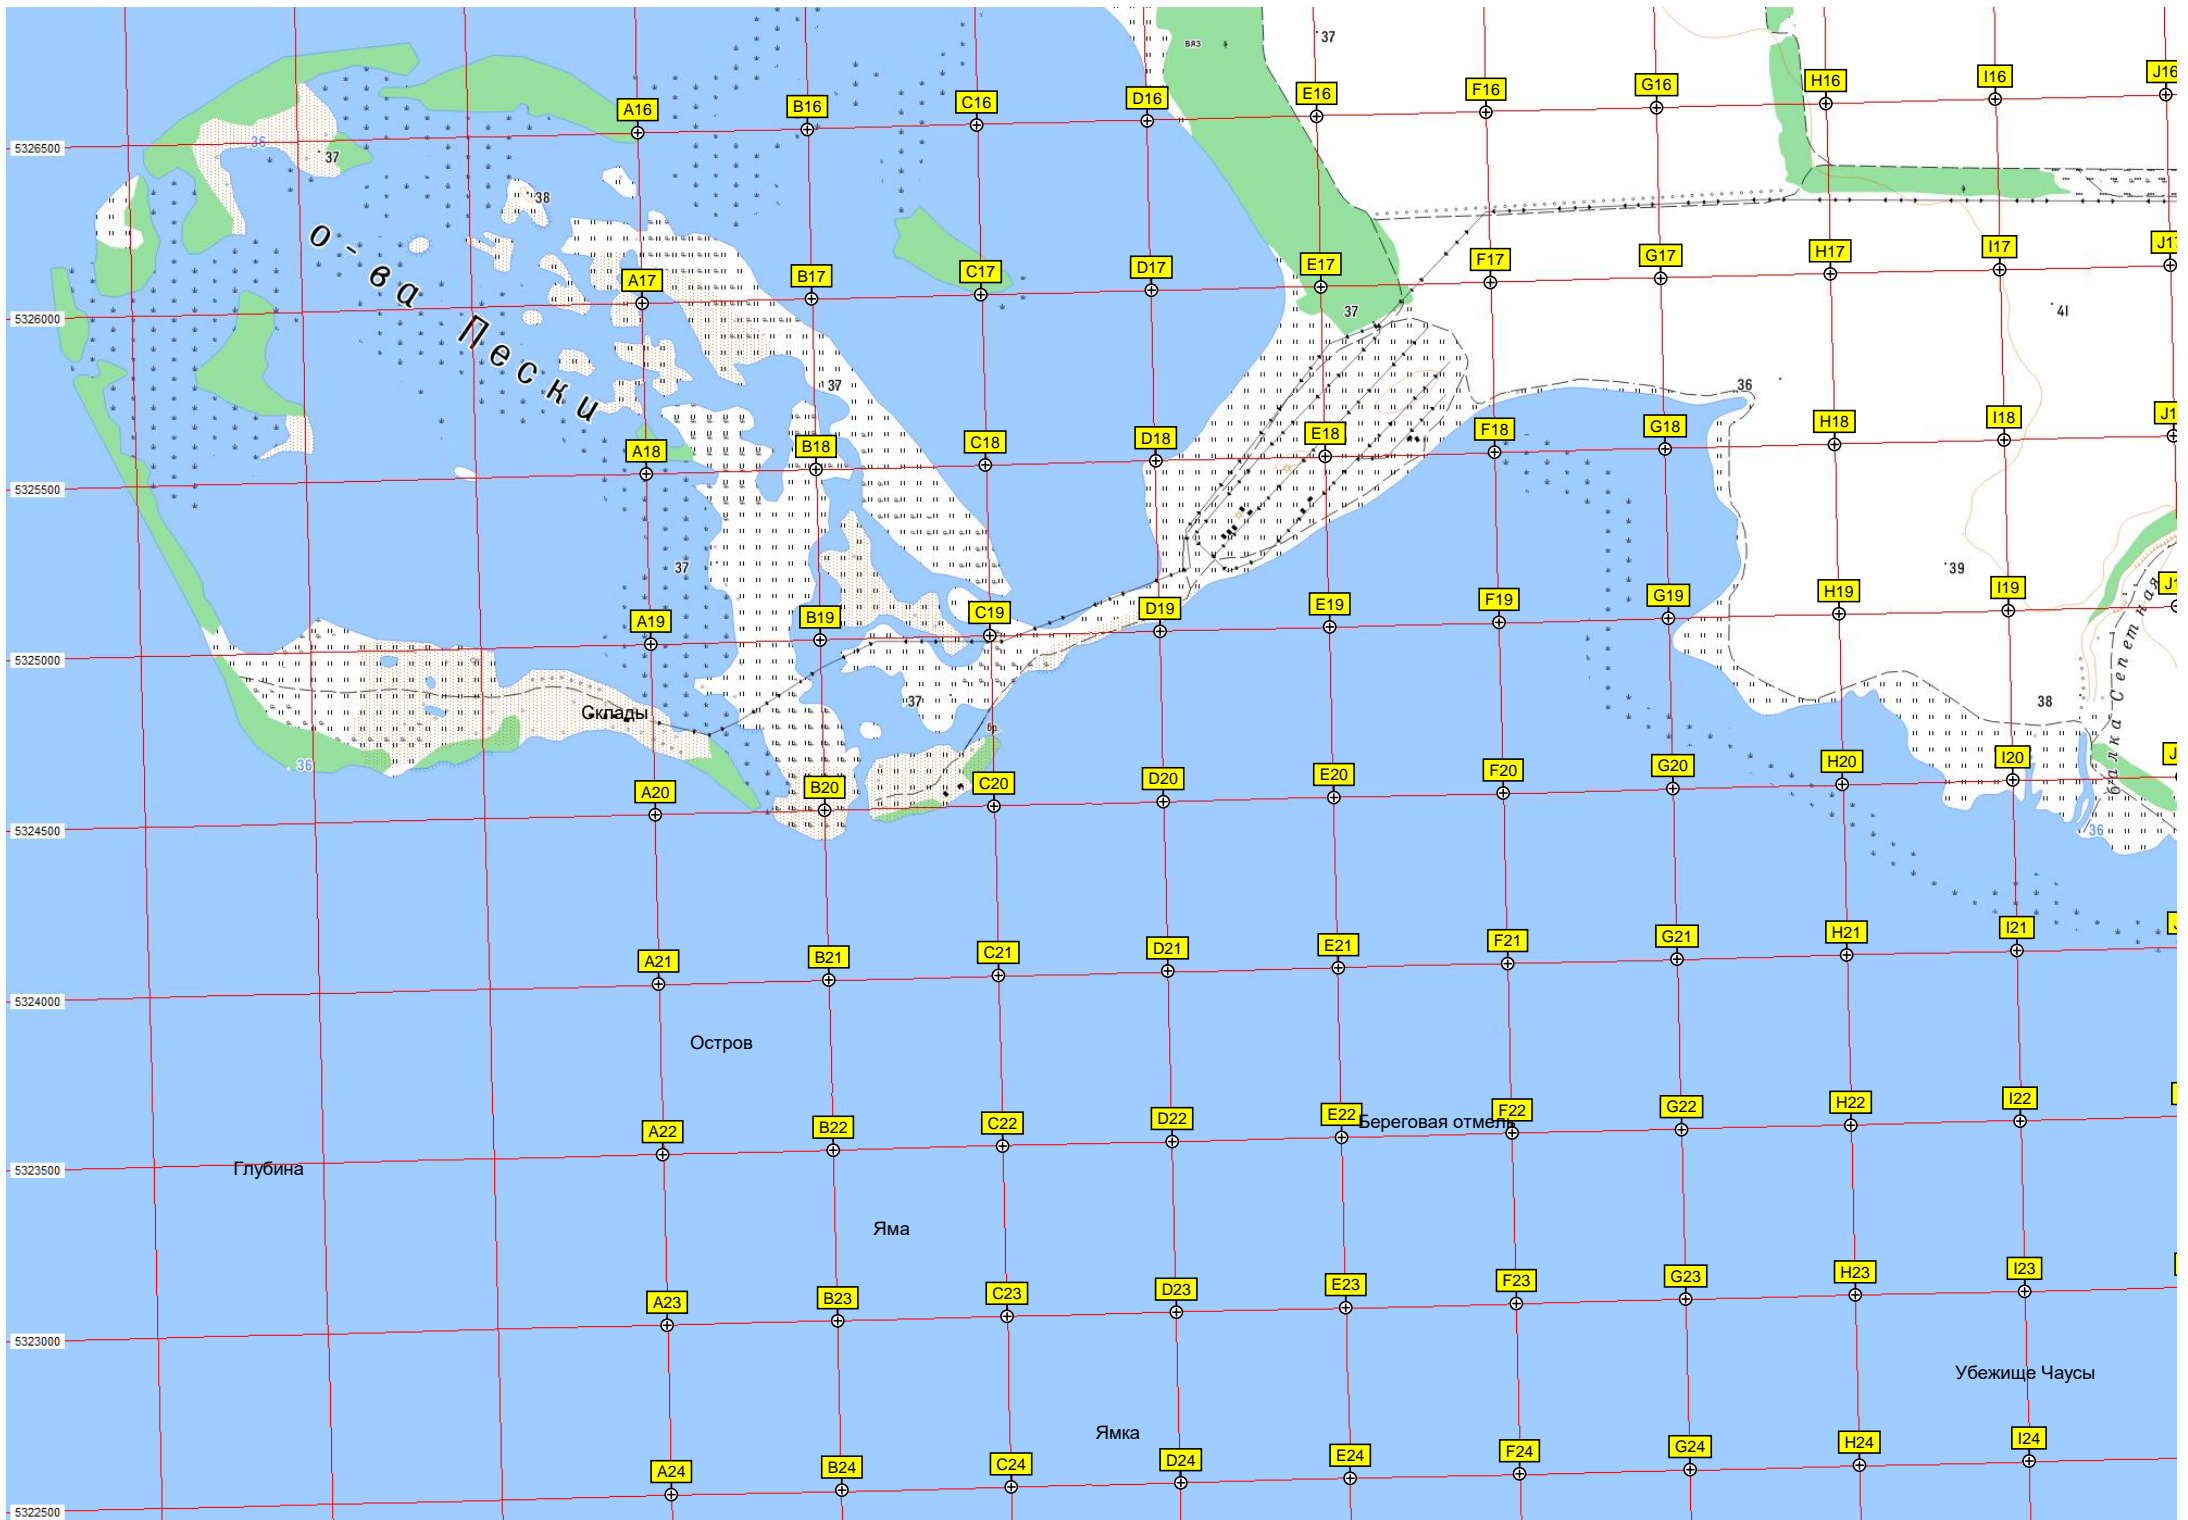 37
вяз
A16 B16 C16 D16 E16 F16 G16 H16 I16 J16
5326500
36
37
38
О-ва Пески
A17 B17 C17 D17 E17 F17 G17 H17 I17
5326000
37
41
37
36
A18 B18 C18 D18 E18 F18 G18 H18 I18
5325500
37
39
A19 B19 C19 D19 E19 F19 G19 H19 I19
5325000
балка Сепетная
Склады
37
38
бр.
36
A20 B20 C20 D20 E20 F20 G20 H20 I20
5324500
36
A21 B21 C21 D21 E21 F21 G21 H21 I21
5324000
Остров
A22 B22 C22 D22 E22 F22 G22 H22 I22
Береговая отмель
5323500
Глубина
Яма
A23 B23 C23 D23 E23 F23 G23 H23 I23
5323000
Убежище Чаусы
Ямка
A24 B24 C24 D24 E24 F24 G24 H24 I24
5322500